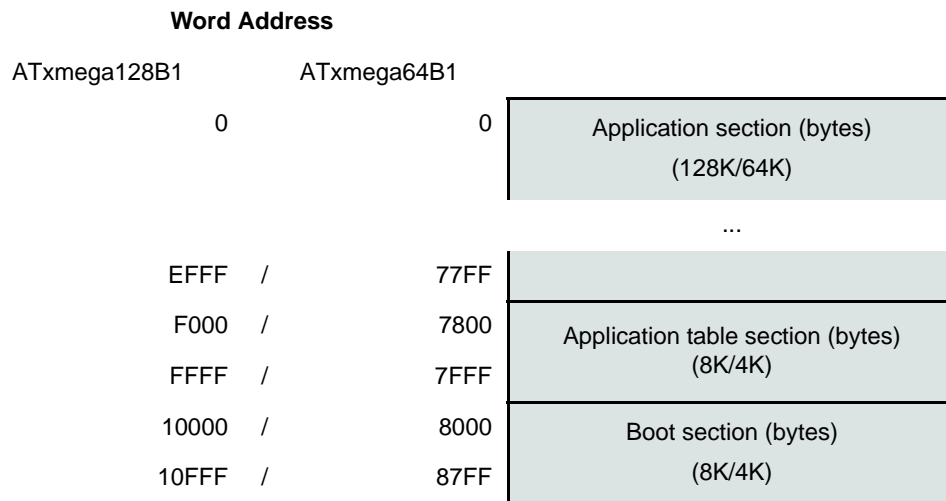 Word Address
ATxmega128B1 ATxmega64B1
0 0 Application section (bytes)
(128K/64K)
...
EFFF / 77FF
F000 / 7800
Application table section (bytes)
(8K/4K)
FFFF / 7FFF
10000 / 8000 Boot section (bytes)
10FFF / 87FF (8K/4K)